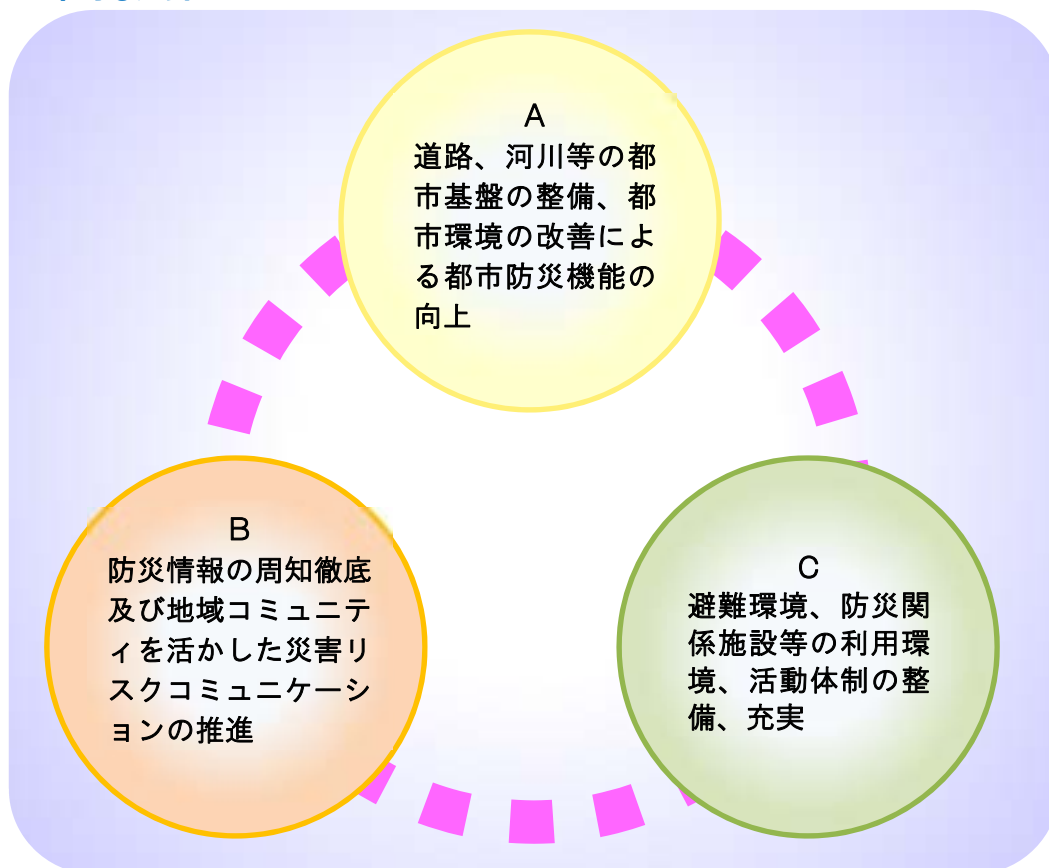 A
道路、河川等の都
市基盤の整備、都
市環境の改善によ
る都市防災機能の
向上
B
防災情報の周知徹底
及び地域コミュニテ
ィを活かした災害リ
スクコミュニケーシ
ョンの推進
C
避難環境、防災関
係施設等の利用環
境、活動体制の整
備、充実